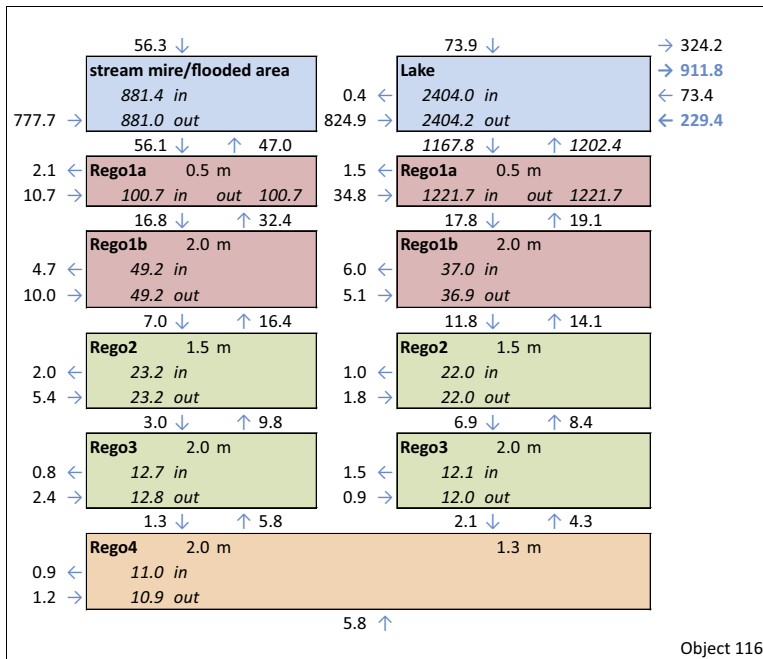 56.3 ↓ 73.9 ↓ → 324.2
stream mire/flooded area Lake → 911.8
881.4 in 0.4 ← 2404.0 in ← 73.4
777.7 → 881.0 out 824.9 → 2404.2 out ← 229.4
56.1 ↓ ↑ 47.0 1167.8 ↓ ↑ 1202.4
2.1 ← Rego1a 0.5 m 1.5 ← Rego1a 0.5 m
10.7 → 100.7 in out 100.7 34.8 → 1221.7 in out 1221.7
16.8 ↓ ↑ 32.4 17.8 ↓ ↑ 19.1
Rego1b 2.0 m Rego1b 2.0 m
4.7 ← 49.2 in 6.0 ← 37.0 in
10.0 → 49.2 out 5.1 → 36.9 out
7.0 ↓ ↑ 16.4 11.8 ↓ ↑ 14.1
Rego2 1.5 m Rego2 1.5 m
2.0 ← 23.2 in 1.0 ← 22.0 in
5.4 → 23.2 out 1.8 → 22.0 out
3.0 ↓ ↑ 9.8 6.9 ↓ ↑ 8.4
Rego3 2.0 m Rego3 2.0 m
0.8 ← 12.7 in 1.5 ← 12.1 in
2.4 → 12.8 out 0.9 → 12.0 out
1.3 ↓ ↑ 5.8 2.1 ↓ ↑ 4.3
Rego4 2.0 m 1.3 m
0.9 ← 11.0 in
1.2 → 10.9 out
5.8 ↑
Object 116